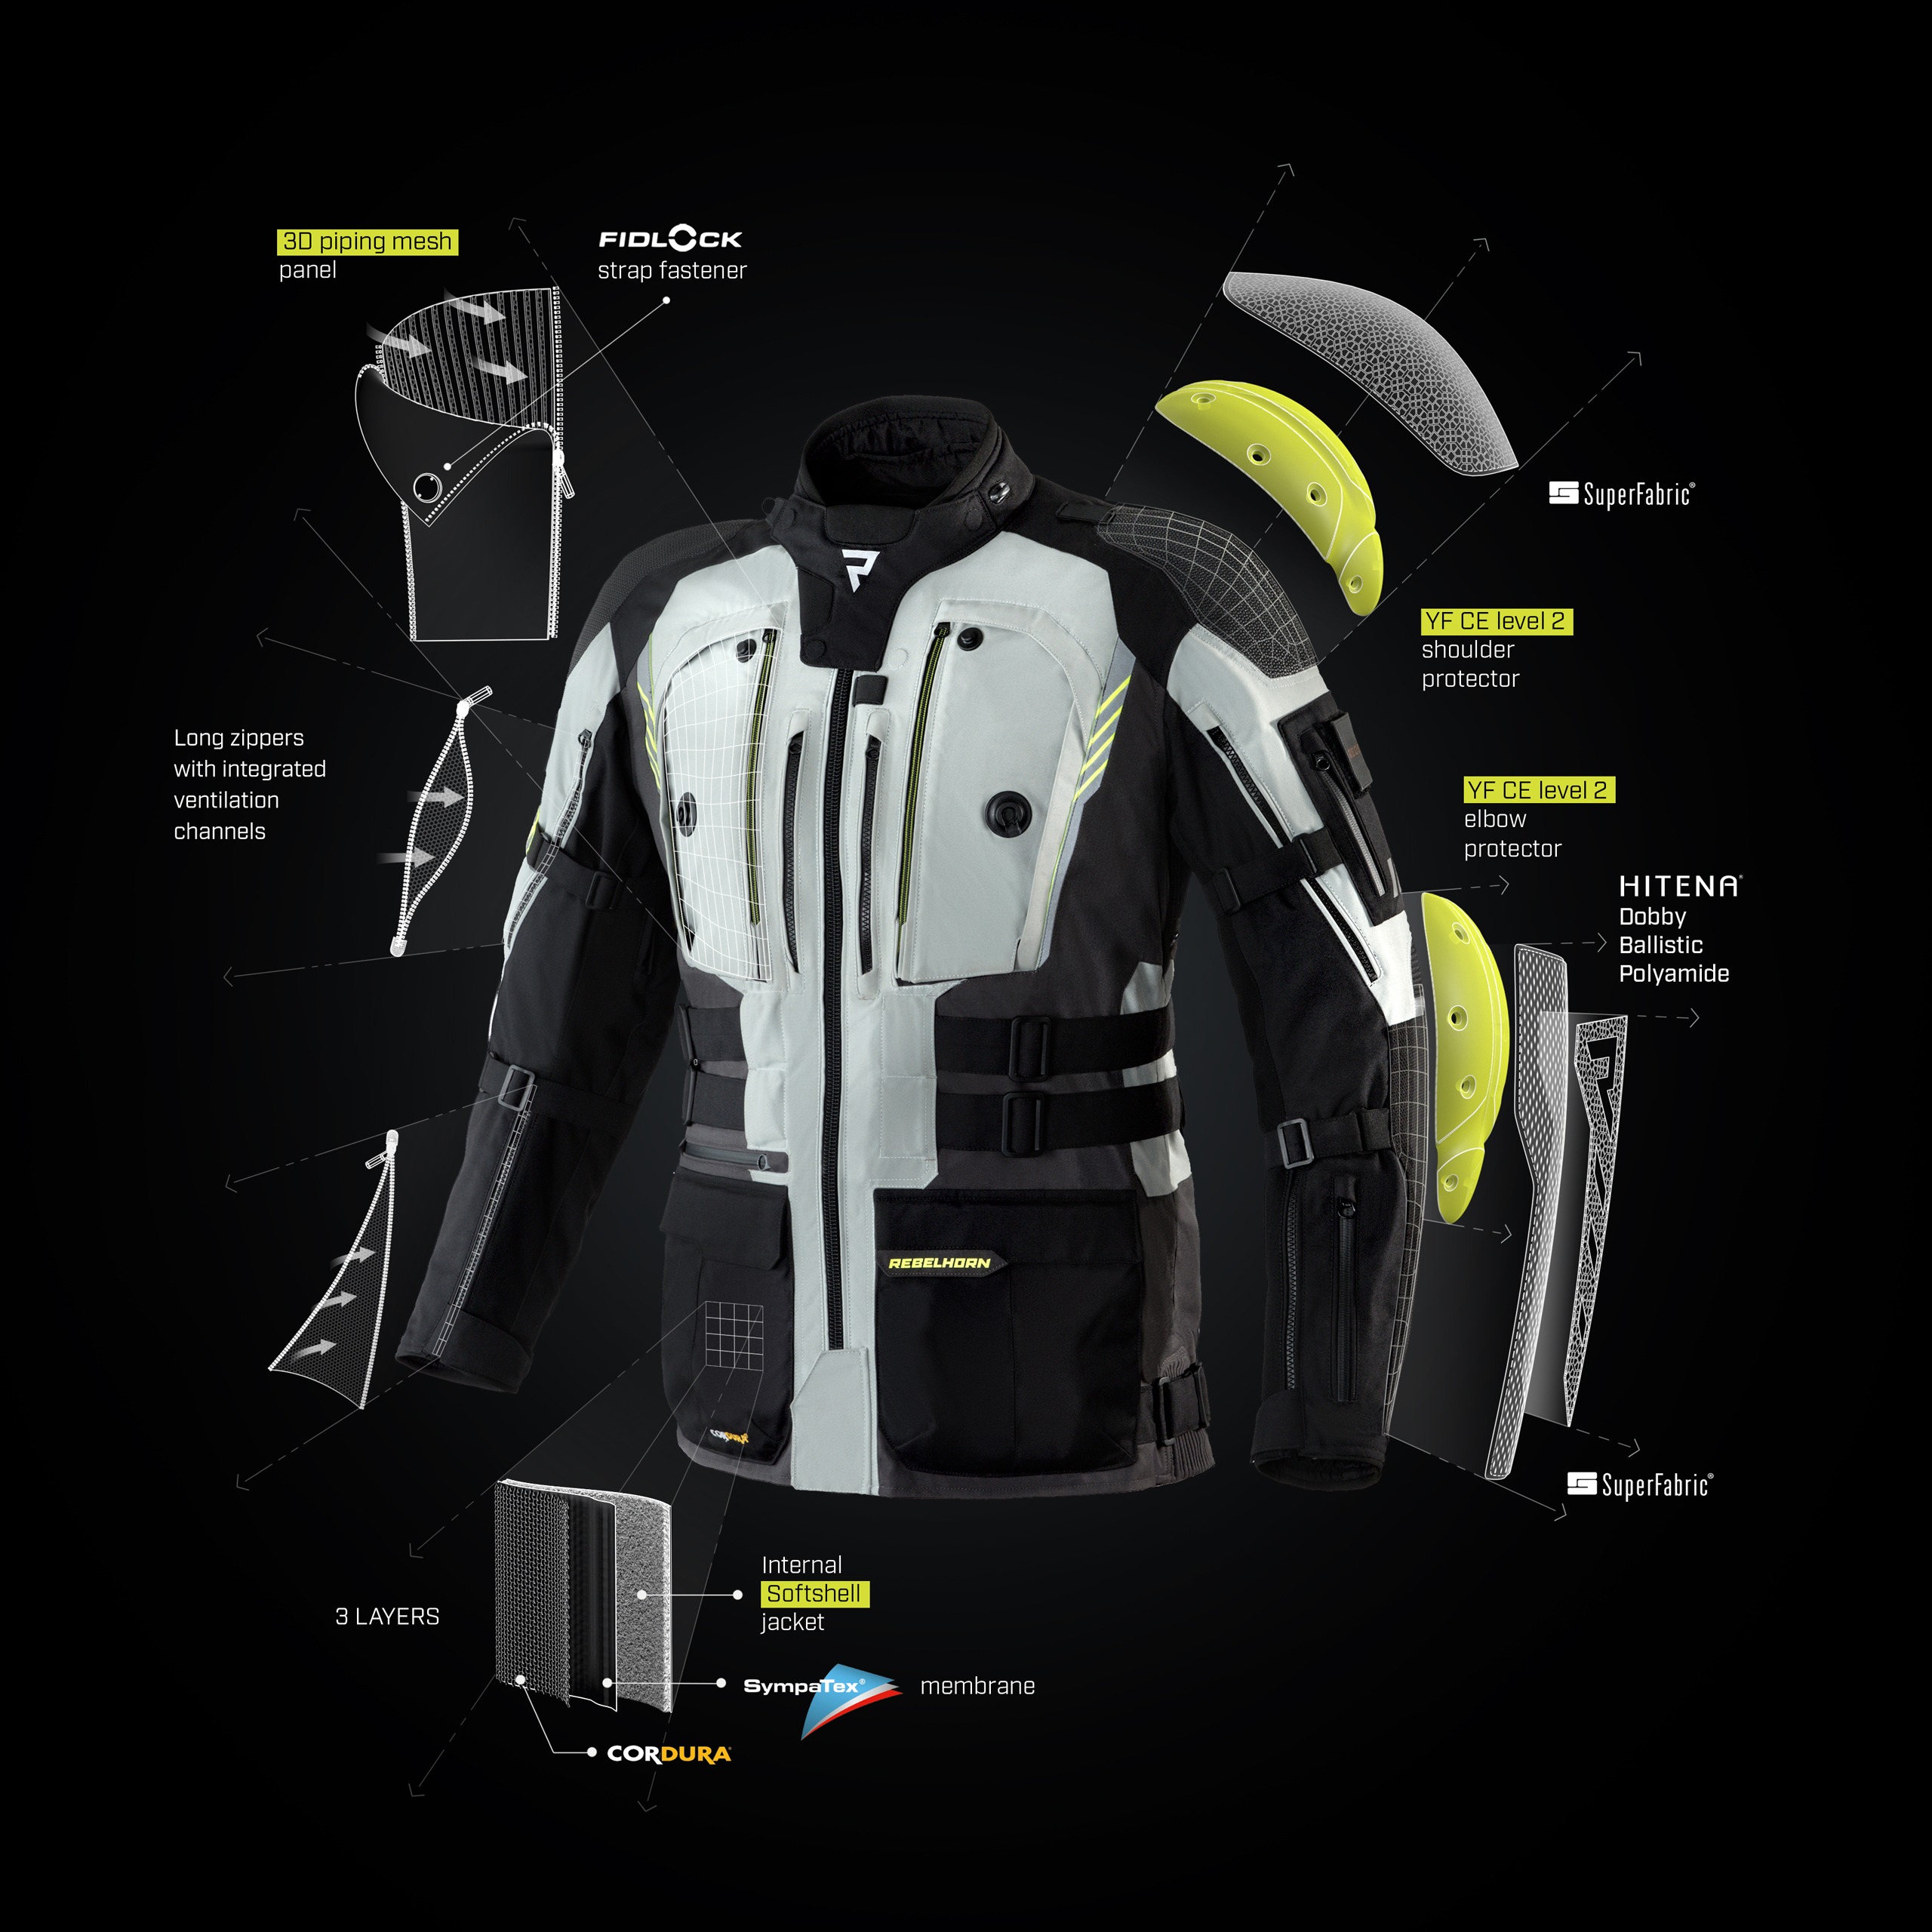 3D piping mesh
panel
FIDLOCK
strap fastener
SuperFabric®
YF CE level 2
shoulder
protector
Long zippers
with integrated
ventilation
channels
YF CE level 2
elbow
protector
HITENA®
Dobby
Ballistic
Polyamide
REBELHORN
CORDURA
SuperFabric®
3 LAYERS
Internal
Softshell
jacket
SympaTex® membrane
CORDURA®